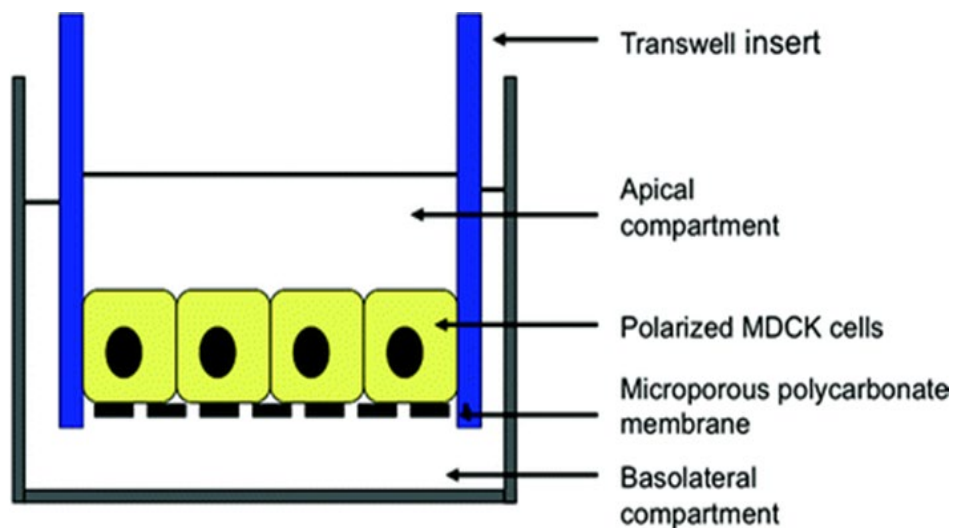 Transwell insert
Apical
compartment
Polarized MDCK cells
Microporous polycarbonate
membrane
Basolateral
compartment